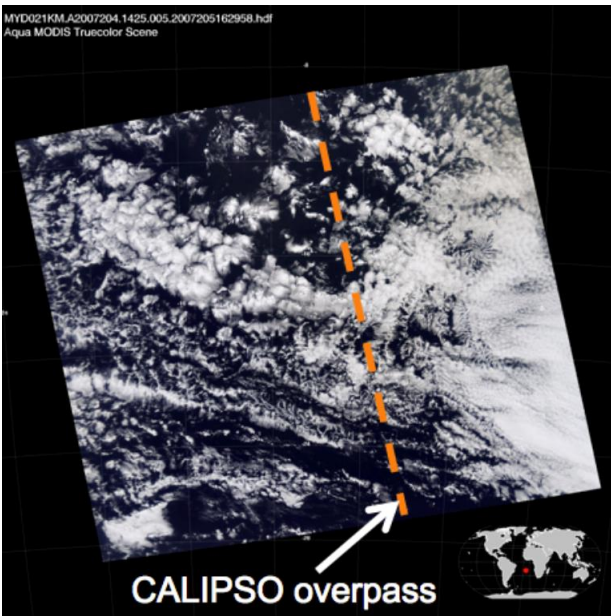 MYD021KM.A2007204.1425.005.2007205162958.hdf
Aqua MODIS Truecolor Scene
CALIPSO overpass